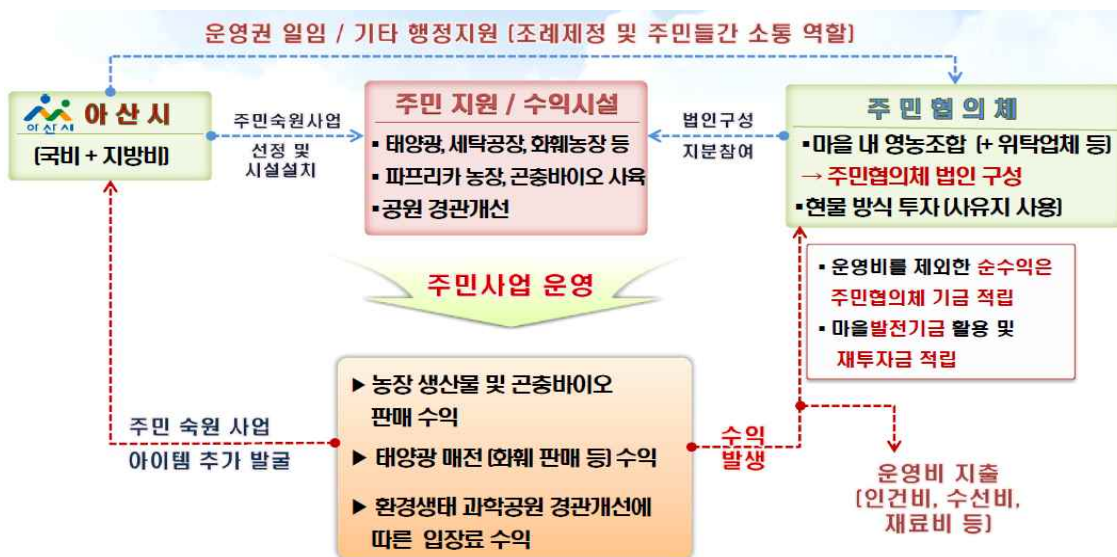 운영권 일임 / 기타 행정지원 (조례제정 및 주민들간 소통 역할)
아산시
아 산 시
(국비 + 지방비)
주민숙원사업
선정 및
시설설치
주민 지원 / 수익시설
▪ 태양광, 세탁공장, 화훼농장 등
▪ 파프리카 농장, 곤충바이오 사육
▪공원 경관개선
법인구성
지분참여
주 민 협 의 체
▪마을 내 영농조합 (+ 위탁업체 등)
→ 주민협의체 법인 구성
▪현물 방식 투자 (사유지 사용)
주민사업 운영
▪ 운영비를 제외한 순수익은
주민협의체 기금 적립
▪ 마을발전기금 활용 및
재투자금 적립
주민 숙원 사업
아이템 추가 발굴
▶ 농장 생산물 및 곤충바이오
판매 수익
▶ 태양광 매전 (화훼 판매 등) 수익
▶ 환경생태 과학공원 경관개선에
따른 입장료 수익
수익
발생
운영비 지출
(인건비, 수선비,
재료비 등)